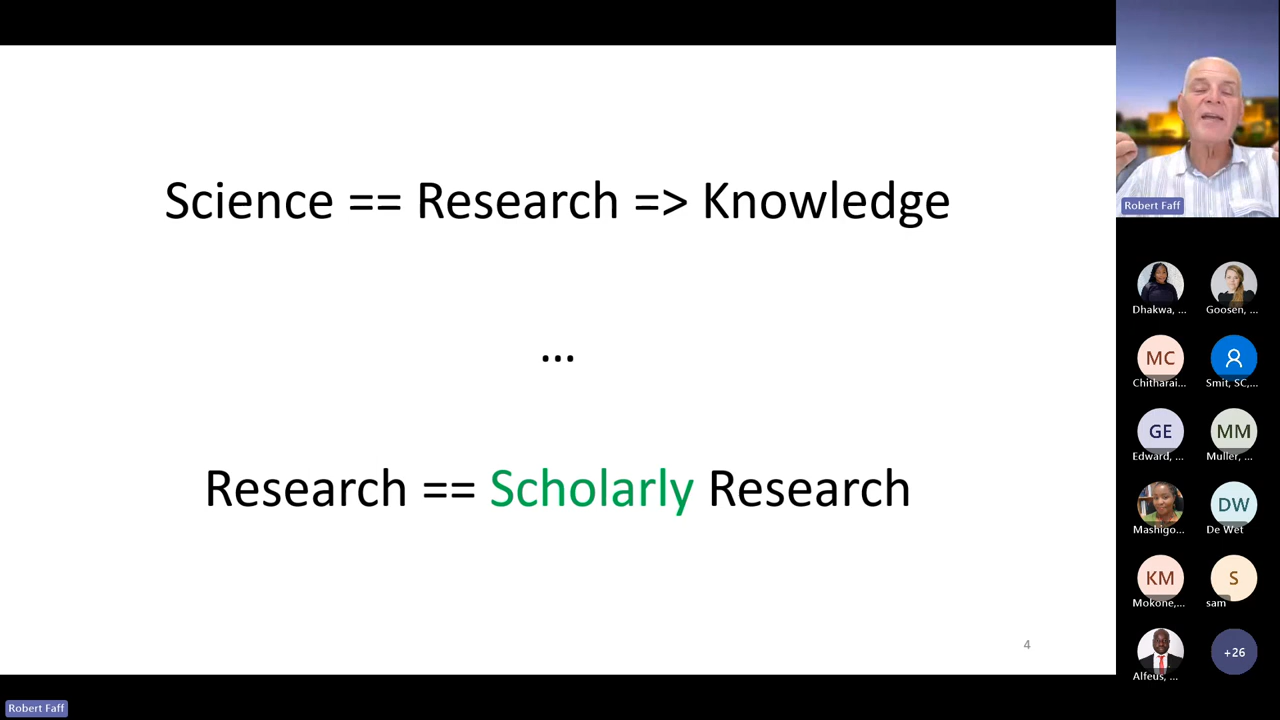 Science == Research => Knowledge
...
Research == Scholarly Research
4
Robert Faff
Dhakwa, ...
Goosen, ...
MC
Chitharai...
Smit, SC,...
GE
MM
Edward, ...
Muller, ...
DW
Mashigo...
De Wet
KM
S
Mokone,...
sam
+26
Alfeus, ...
Robert Faff